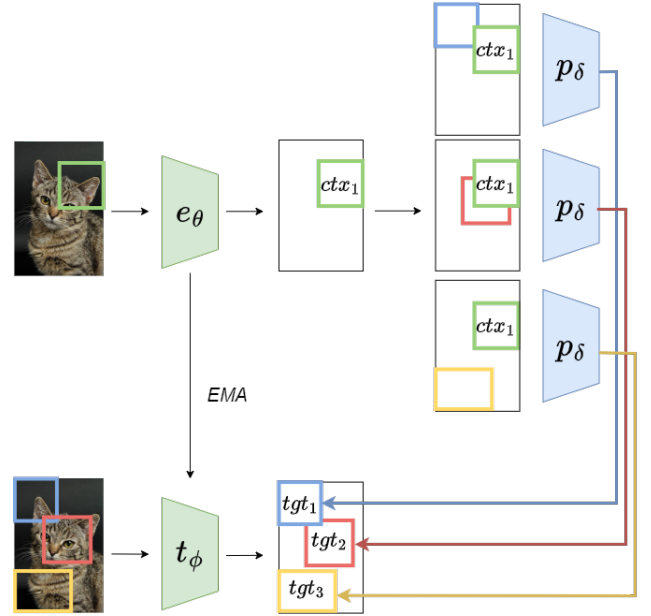 ctx₁
p_δ
e_θ
ctx₁
ctx₁
p_δ
ctx₁
p_δ
EMA
t_ϕ
tgt₁
tgt₂
tgt₃